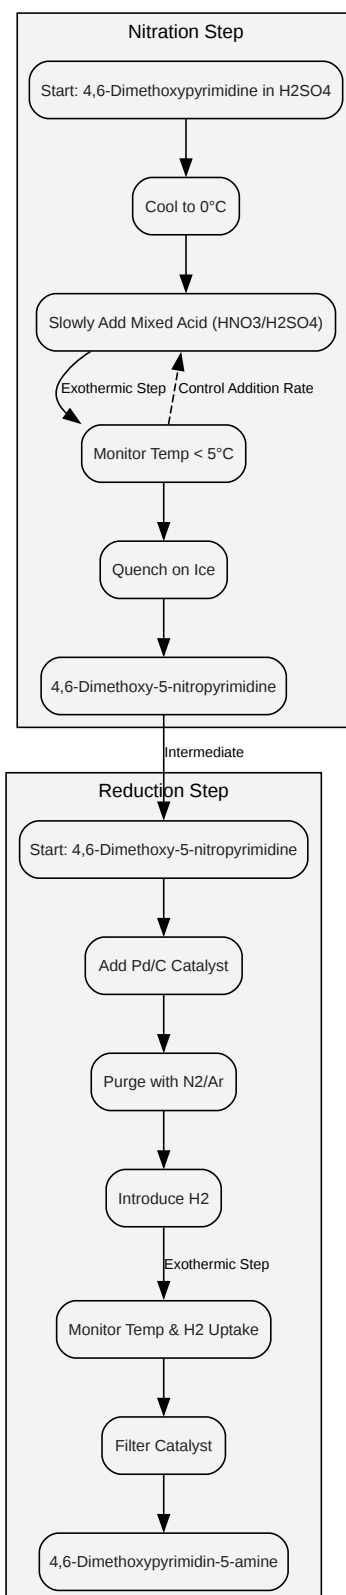 Nitration Step
Start: 4,6-Dimethoxypyrimidine in H2SO4
Cool to 0°C
Slowly Add Mixed Acid (HNO3/H2SO4)
Exothermic Step
Control Addition Rate
Monitor Temp < 5°C
Quench on Ice
4,6-Dimethoxy-5-nitropyrimidine
Intermediate
Reduction Step
Start: 4,6-Dimethoxy-5-nitropyrimidine
Add Pd/C Catalyst
Purge with N2/Ar
Introduce H2
Exothermic Step
Monitor Temp & H2 Uptake
Filter Catalyst
4,6-Dimethoxypyrimidin-5-amine